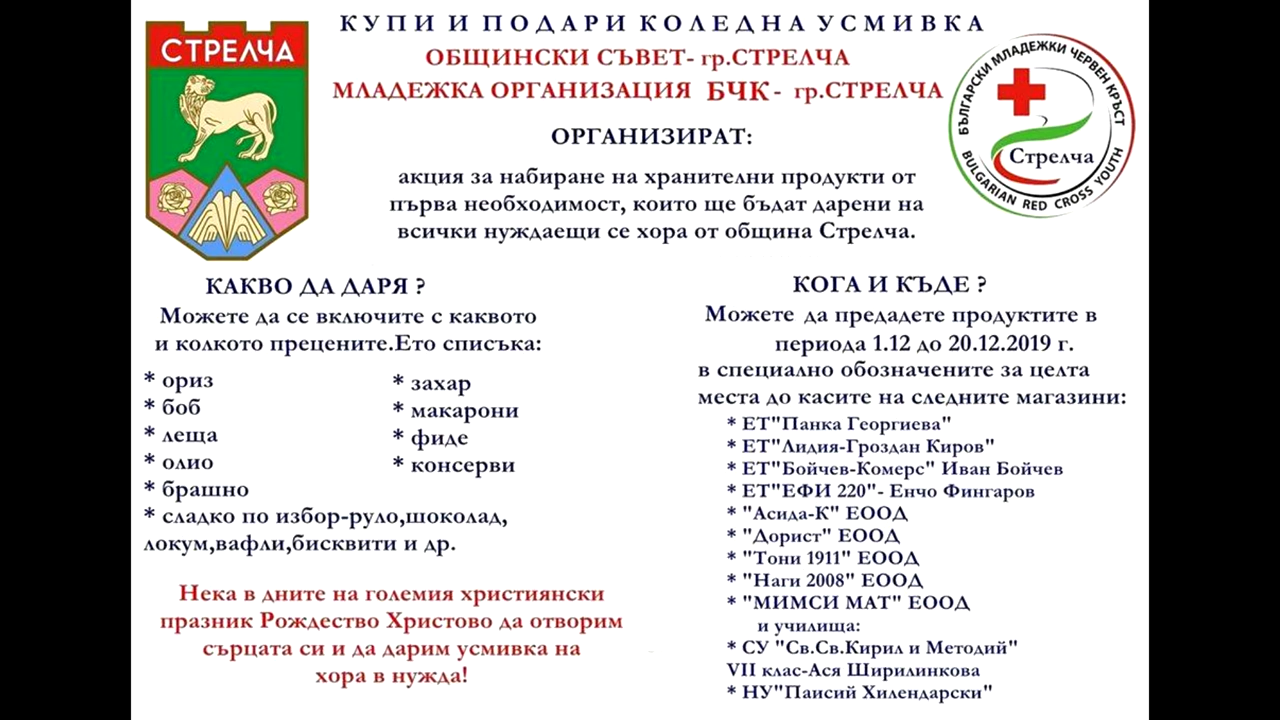 СТРЕЛЧА
КУПИ И ПОДАРИ КОЛЕДНА УСМИВКА
ОБЩИНСКИ СЪВЕТ- гр.СТРЕЛЧА
МЛАДЕЖКА ОРГАНИЗАЦИЯ БЧК - гр.СТРЕЛЧА
БЪЛГАРСКИ МЛАДЕЖКИ ЧЕРВЕН КРЪСТ
Стрелча
BULGARIAN RED CROSS YOUTH
ОРГАНИЗИРАТ:
акция за набиране на хранителни продукти от
първа необходимост, които ще бъдат дарени на
всички нуждаещи се хора от община Стрелча.
КАКВО ДА ДАРЯ ?
Можете да се включите с каквото
и колкото прецените.Ето списъка:
* ориз
* боб
* леща
* олио
* брашно
* захар
* макарони
* фиде
* консерви
* сладко по избор-руло,шоколад,
локум,вафли,бисквити и др.
Нека в дните на големия християнски
празник Рождество Христово да отворим
сърцата си и да дарим усмивка на
хора в нужда!
КОГА И КЪДЕ ?
Можете да предадете продуктите в
периода 1.12 до 20.12.2019 г.
в специално обозначените за целта
места до касите на следните магазини:
* ЕТ"Панка Георгиева"
* ЕТ"Лидия-Гроздан Киров"
* ЕТ"Бойчев-Комерс" Иван Бойчев
* ЕТ"ЕФИ 220"- Енчо Фингаров
* "Асида-К" ЕООД
* "Дорист" ЕООД
* "Тони 1911" ЕООД
* "Наги 2008" ЕООД
* "МИМСИ МАТ" ЕООД
и училища:
* СУ "Св.Св.Кирил и Методий"
VII клас-Ася Ширилинкова
* НУ"Паисий Хилендарски"